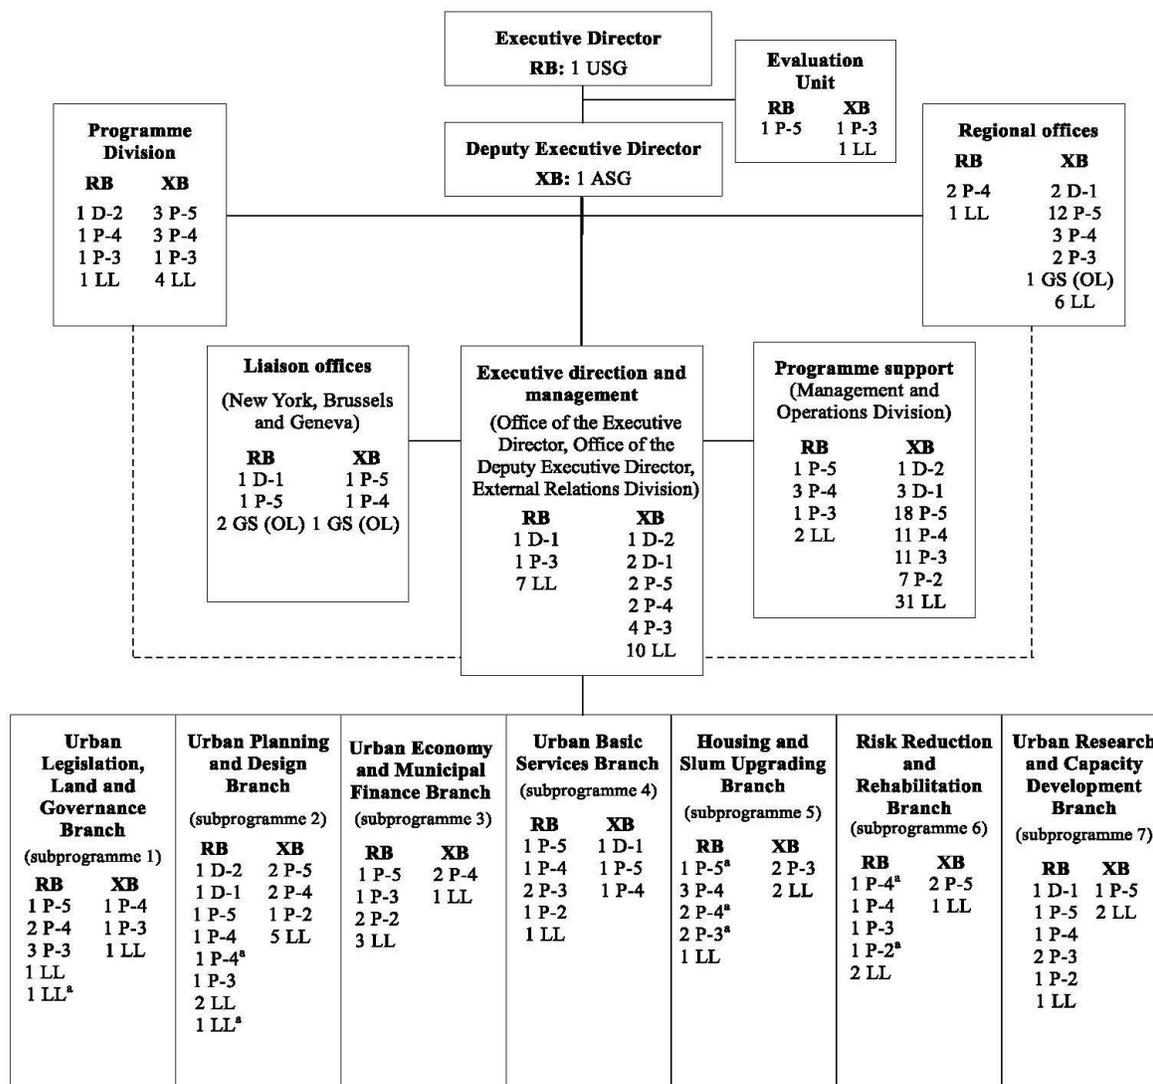 Executive Director
RB: 1 USG
Evaluation
Unit
RB XB
1 P-5 1 P-3
1 LL
Programme
Division
RB XB
1 D-2 3 P-5
1 P-4 3 P-4
1 P-3 1 P-3
1 LL 4 LL
Deputy Executive Director
XB: 1 ASG
Regional offices
RB XB
2 P-4 2 D-1
1 LL 12 P-5
3 P-4
2 P-3
1 GS (OL)
6 LL
Liaison offices
(New York, Brussels
and Geneva)
RB XB
1 D-1 1 P-5
1 P-5 1 P-4
2 GS (OL) 1 GS (OL)
Executive direction and
management
(Office of the Executive
Director, Office of the
Deputy Executive Director,
External Relations Division)
RB XB
1 D-1 1 D-2
1 P-3 2 D-1
7 LL 2 P-5
2 P-4
4 P-3
10 LL
Programme support
(Management and
Operations Division)
RB XB
1 P-5 1 D-2
3 P-4 3 D-1
1 P-3 18 P-5
2 LL 11 P-4
11 P-3
7 P-2
31 LL
Urban
Legislation,
Land and
Governance
Branch
(subprogramme 1)
RB XB
1 P-5 1 P-4
2 P-4 1 P-3
3 P-3 1 LL
1 LL
1 LLª
Urban Planning
and Design
Branch
(subprogramme 2)
RB XB
1 D-2 2 P-5
1 D-1 2 P-4
1 P-5 1 P-2
1 P-4 5 LL
1 P-4ª
1 P-3
2 LL
1 LLª
Urban Economy
and Municipal
Finance Branch
(subprogramme 3)
RB XB
1 P-5 2 P-4
1 P-3 1 LL
2 P-2
3 LL
Urban Basic
Services Branch
(subprogramme 4)
RB XB
1 P-5 1 D-1
1 P-4 1 P-5
2 P-3 1 P-4
1 P-2
1 LL
Housing and
Slum Upgrading
Branch
(subprogramme 5)
RB XB
1 P-5ª 2 P-3
3 P-4 2 LL
2 P-4ª
2 P-3ª
1 LL
Risk Reduction
and
Rehabilitation
Branch
(subprogramme 6)
RB XB
1 P-4ª 2 P-5
1 P-4 1 LL
1 P-3
1 P-2ª
2 LL
Urban Research
and Capacity
Development
Branch
(subprogramme 7)
RB XB
1 D-1 1 P-5
1 P-5 2 LL
1 P-4
2 P-3
1 P-2
1 LL